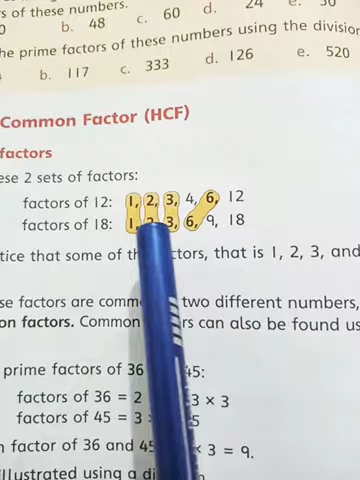 s of these numbers.
0 b. 48 c. 60 d. 24 e. 30
he prime factors of these numbers using the division
b. 117 c. 333 d. 126 e. 520
Common Factor (HCF)
factors
ese 2 sets of factors:
factors of 12: 1, 2, 3, 4, 6, 12
factors of 18: 1, 2, 3, 6, 9, 18
tice that some of th ctors, that is 1, 2, 3, and
se factors are comm two different numbers,
on factors. Common rs can also be found us
prime factors of 36 45:
factors of 36 = 2 3 × 3
factors of 45 = 3 5
n factor of 36 and 45 × 3 = 9.
illustrated using a di